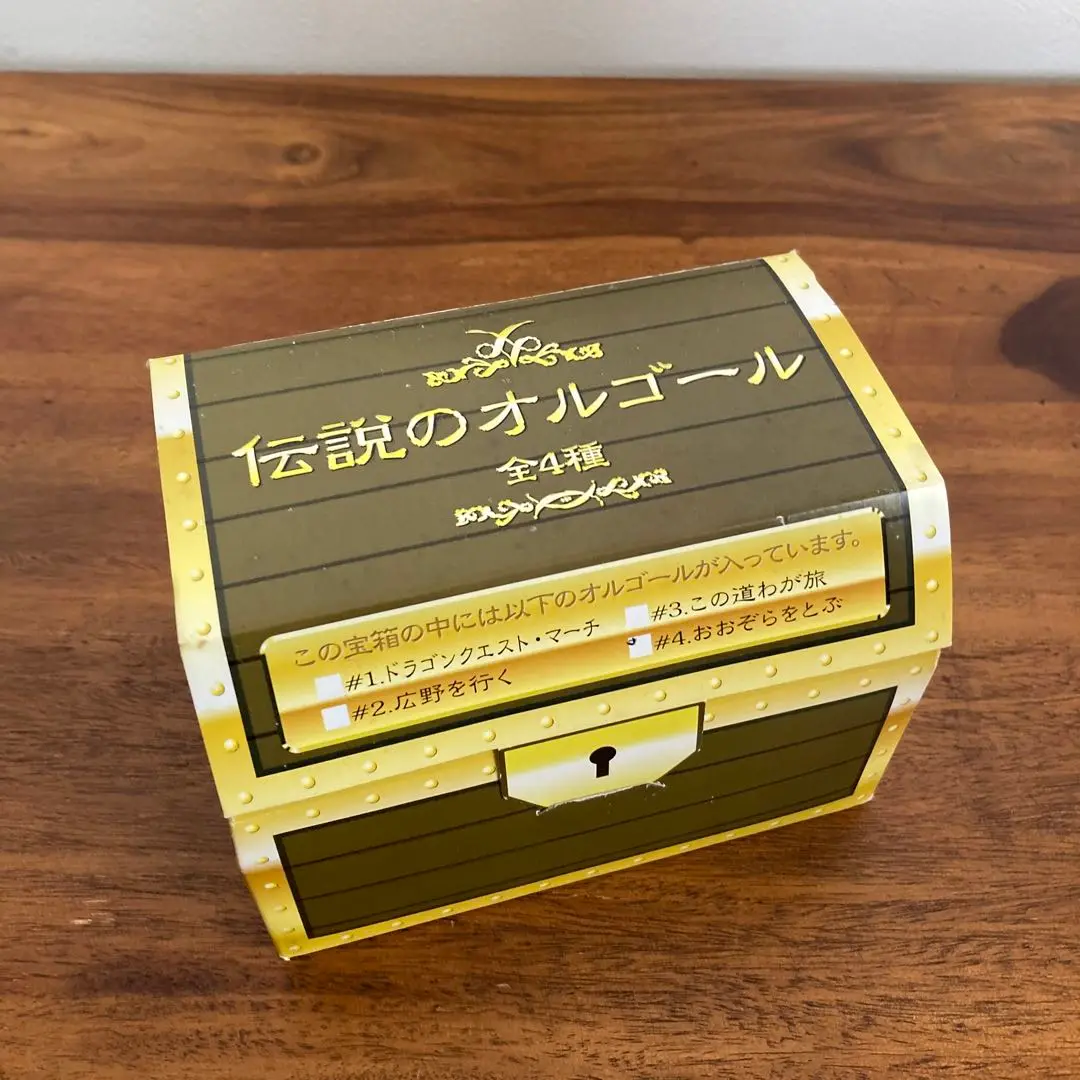 伝説のオルゴール
全4種
この宝箱の中には以下のオルゴールが入っています。
#1.ドラゴンクエスト・マーチ
#2.広野を行く
#3.この道わが旅
#4.おおぞらをとぶ